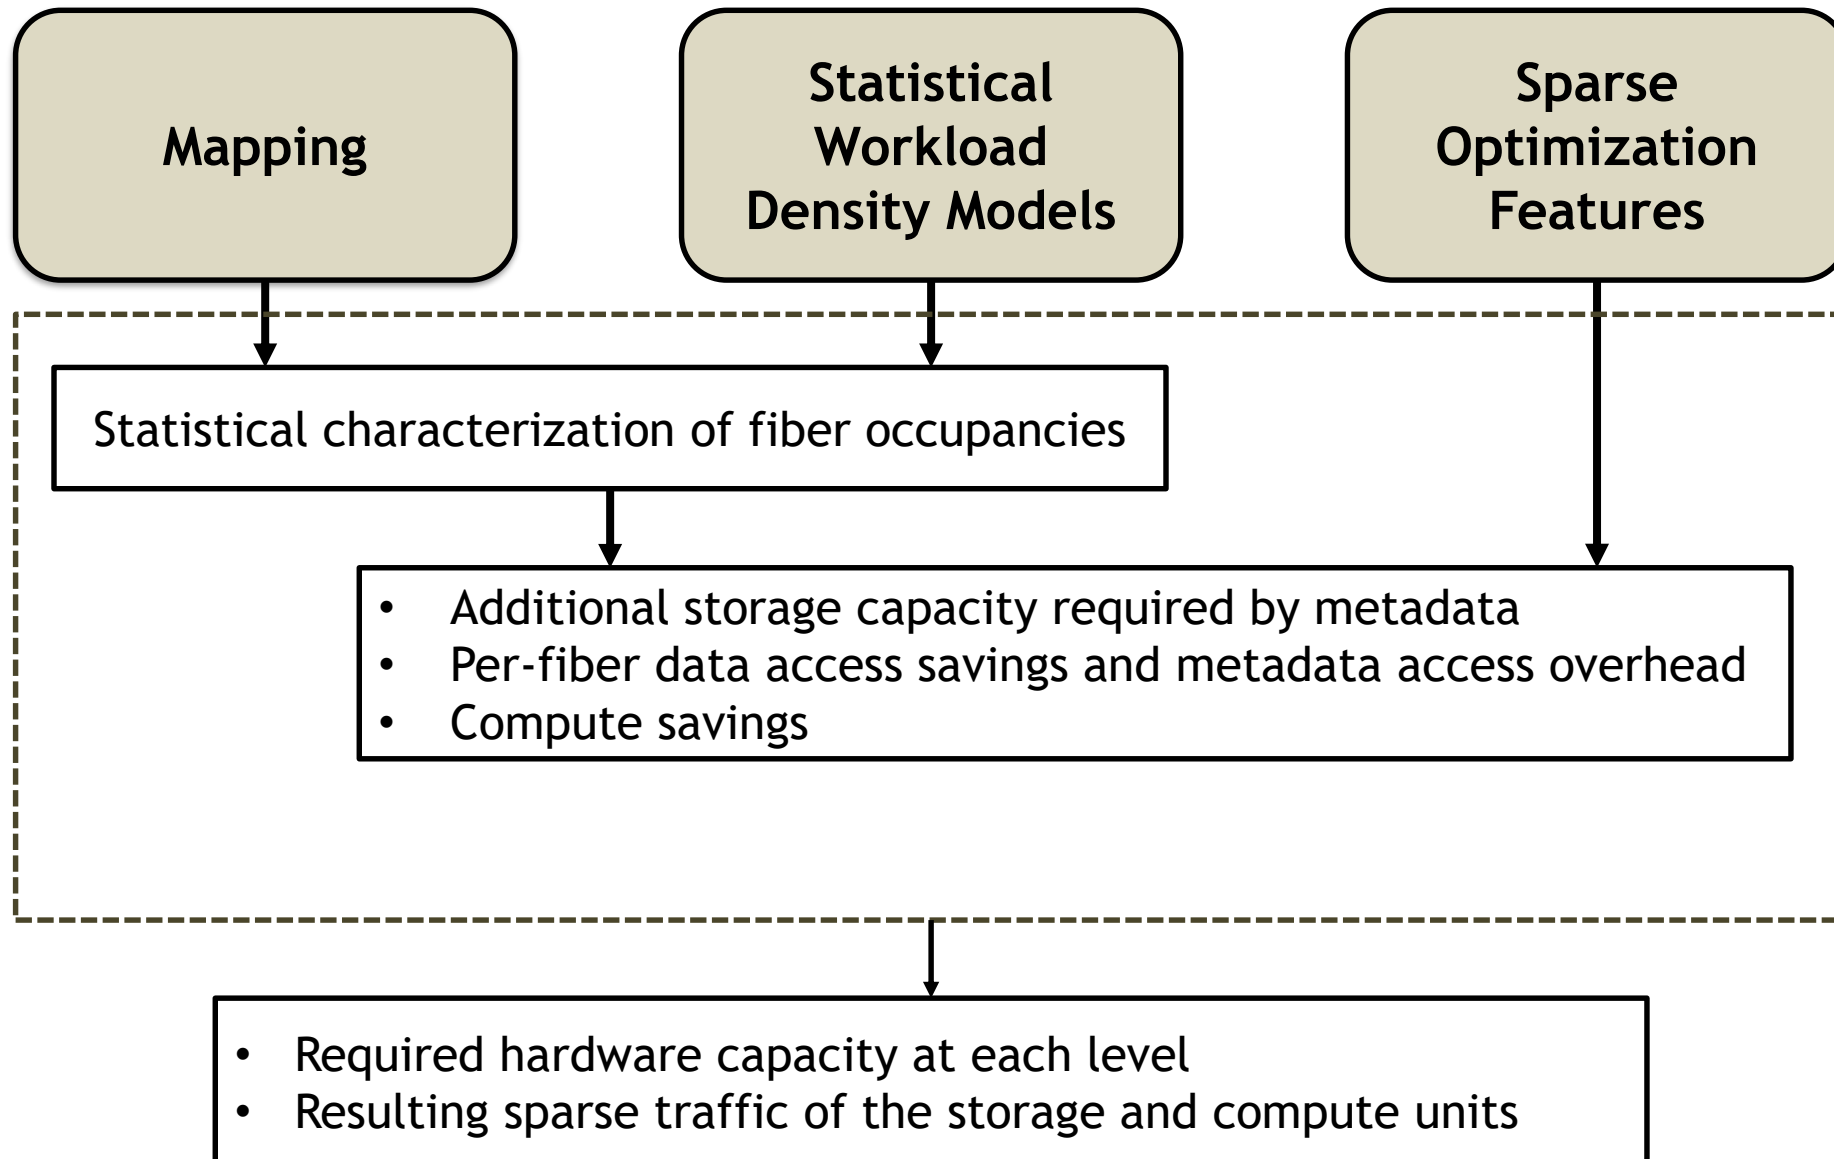 Mapping
Statistical
Workload
Density Models
Sparse
Optimization
Features
Statistical characterization of fiber occupancies
• Additional storage capacity required by metadata
• Per-fiber data access savings and metadata access overhead
• Compute savings
• Required hardware capacity at each level
• Resulting sparse traffic of the storage and compute units